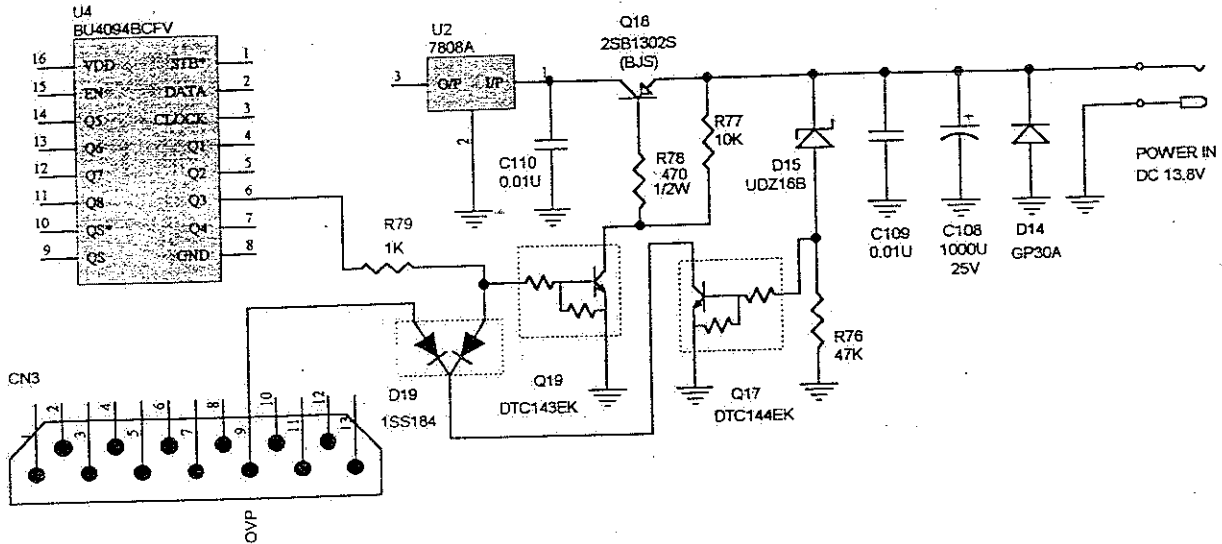 U4
BU4094BCFV
16 VDD STB* 1
15 EN DATA 2
14 Q5 CLOCK 3
13 Q6 Q1 4
12 Q7 Q2 5
11 Q8 Q3 6
10 QS* Q4 7
9 QS GND 8
U2
7808A
3 O/P I/P 1
2
C110
0.01U
Q18
2SB1302S
(BJS)
R78
470
1/2W
R77
10K
D15
UDZ16B
C109
0.01U
C108
1000U
25V
+
D14
GP30A
POWER IN
DC 13.8V
R79
1K
D19
1SS184
Q19
DTC143EK
Q17
DTC144EK
R76
47K
CN3
1 2 3 4 5 6 7 8 9 10 11 12 13
OVP